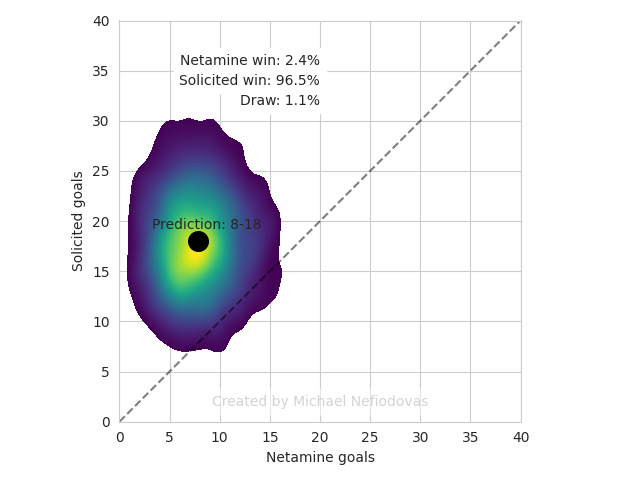 40
Netamine win: 2.4%
35
Solicited win: 96.5%
Draw: 1.1%
30
25
20
Prediction: 8-18
Solicited goals
15
10
5
Created by Michael Nefiodovas
0
0 5 10 15 20 25 30 35 40
Netamine goals